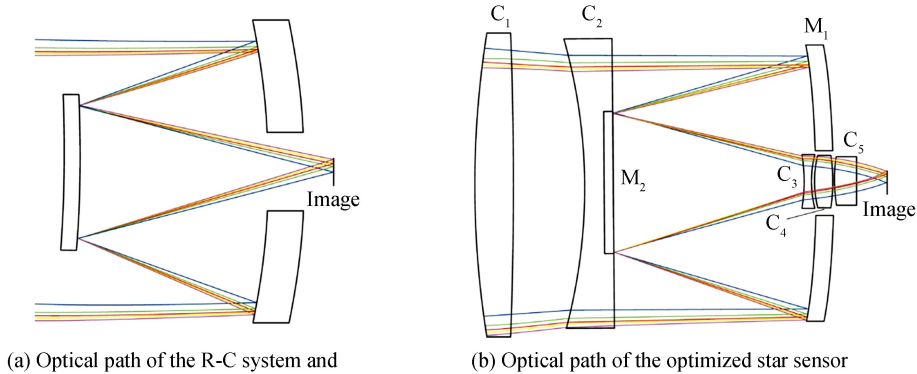 Image
(a) Optical path of the R-C system and
C₁
C₂
M₁
M₂
C₃
C₄
C₅
Image
(b) Optical path of the optimized star sensor